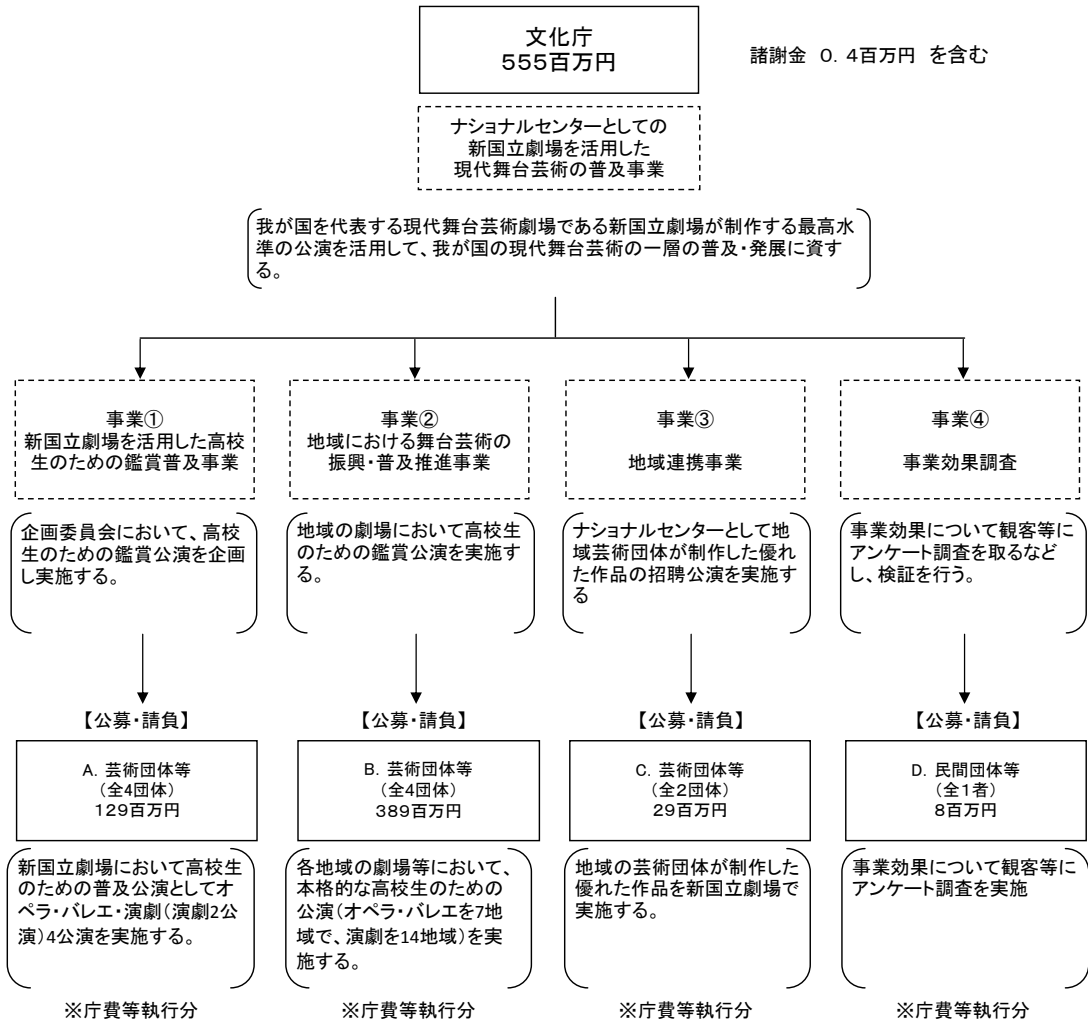 文化庁
555百万円
諸謝金 0.4百万円 を含む
ナショナルセンターとしての
新国立劇場を活用した
現代舞台芸術の普及事業
我が国を代表する現代舞台芸術劇場である新国立劇場が制作する最高水
準の公演を活用して、我が国の現代舞台芸術の一層の普及・発展に資す
る。
事業①
新国立劇場を活用した高校
生のための鑑賞普及事業
企画委員会において、高校
生のための鑑賞公演を企画
し実施する。
【公募・請負】
A. 芸術団体等
(全4団体)
129百万円
新国立劇場において高校生
のための普及公演としてオ
ペラ・バレエ・演劇(演劇2公
演)4公演を実施する。
※庁費等執行分
事業②
地域における舞台芸術の
振興・普及推進事業
地域の劇場において高校生
のための鑑賞公演を実施す
る。
【公募・請負】
B. 芸術団体等
(全4団体)
389百万円
各地域の劇場等において、
本格的な高校生のための
公演(オペラ・バレエを7地
域で、演劇を14地域)を実
施する。
※庁費等執行分
事業③
地域連携事業
ナショナルセンターとして地
域芸術団体が制作した優れ
た作品の招聘公演を実施す
る
【公募・請負】
C. 芸術団体等
(全2団体)
29百万円
地域の芸術団体が制作した
優れた作品を新国立劇場で
実施する。
※庁費等執行分
事業④
事業効果調査
事業効果について観客等に
アンケート調査を取るなど
し、検証を行う。
【公募・請負】
D. 民間団体等
(全1者)
8百万円
事業効果について観客等に
アンケート調査を実施
※庁費等執行分